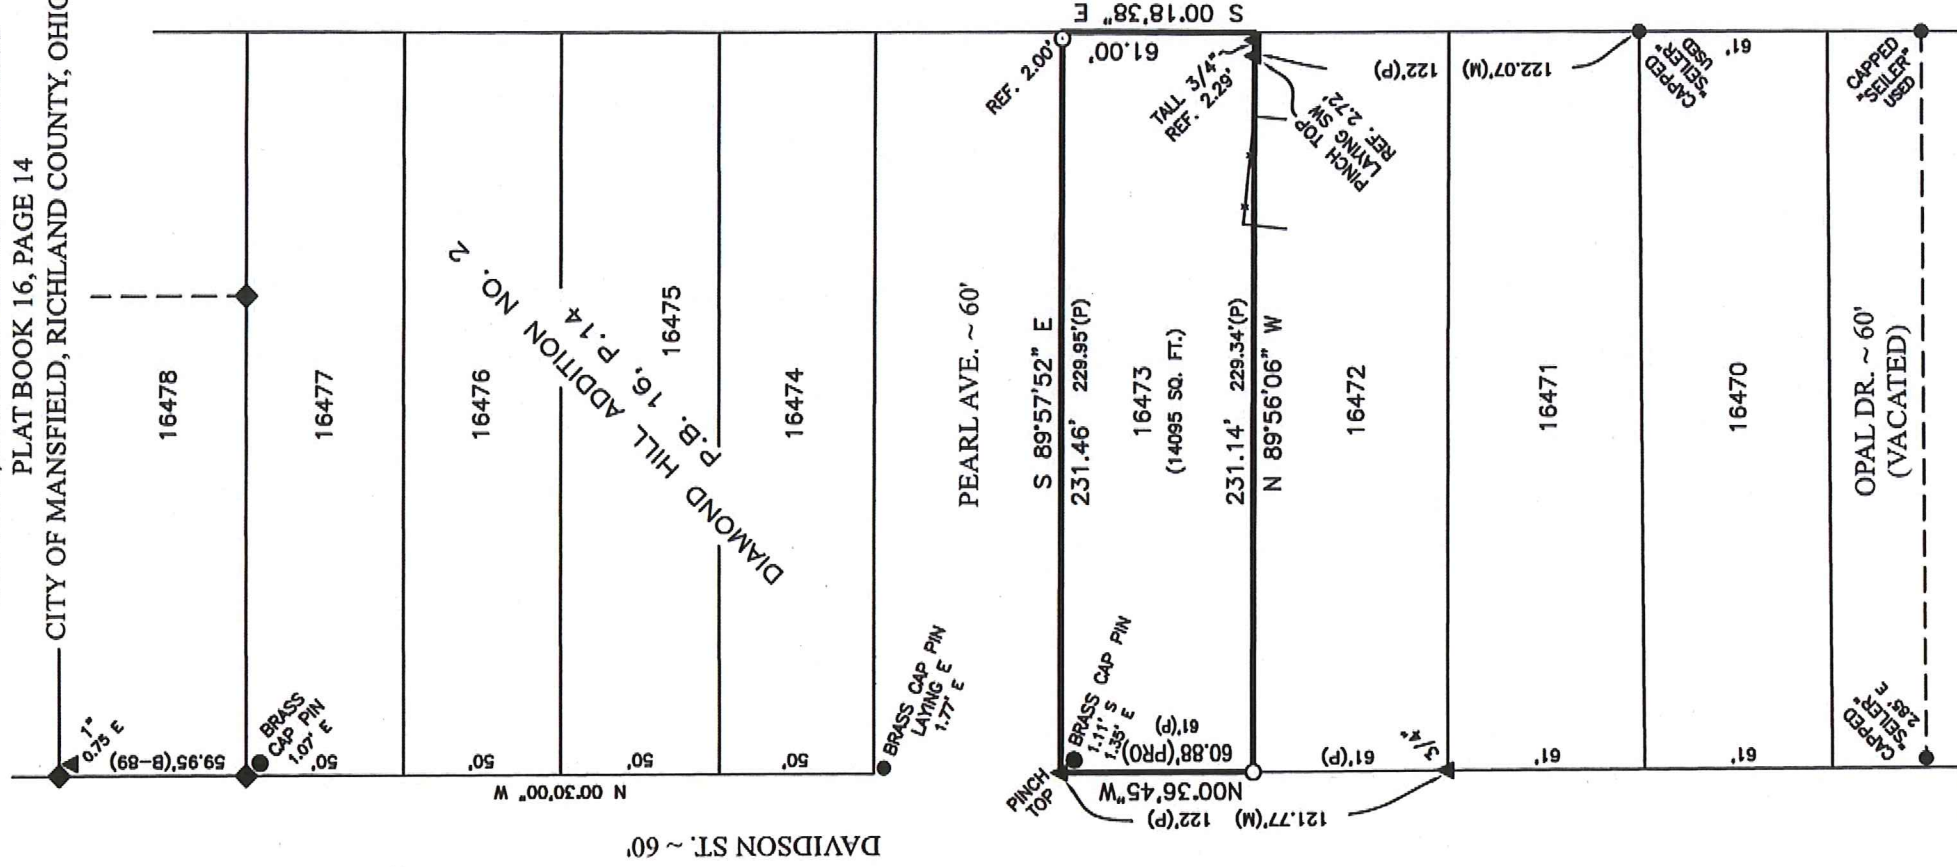 PLAT BOOK 16, PAGE 14
CITY OF MANSFIELD, RICHLAND COUNTY, OHIO
1"
0.75 E
59.95'(B-89)
16478
BRASS
CAP PIN
1.07' E
50'
16477
16476
N 00°30'00" W
50'
DIAMOND HILL ADDITION NO. 2
P.B. 16, P.14
16475
50'
16474
50'
BRASS CAP PIN
LAYING E
1.77' E
DAVIDSON ST. ~ 60'
PEARL AVE. ~ 60'
REF. 2.00'
S 89°57'52" E
231.46' 229.95'(P)
PINCH
TOP
BRASS CAP PIN
1.11' S
1.35' E
61'(P)
60.88'(PRO)
N00°36'45"W
122'(P)
121.77'(M)
16473
(14095 SQ. FT.)
S 00°18'38" E
61.00'
TALL 3/4"
REF. 2.29'
PINCH TOP
LAYING SW
REF. 2.72'
231.14' 229.34'(P)
N 89°56'06" W
61'(P)
3/4"
16472
122'(P)
122.07'(M)
61'
16471
CAPPED
"SEILER"
USED
61'
16470
61'
OPAL DR. ~ 60'
(VACATED)
CAPPED
"SEILER"
2.85' E
CAPPED
"SEILER"
USED